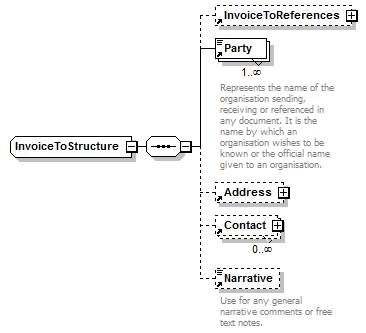 InvoiceToReferences
Party
1..∞
Represents the name of the
organisation sending,
receiving or referenced in
any document. It is the
name by which an
organisation wishes to be
known or the official name
given to an organisation.
InvoiceToStructure
Address
Contact
0..∞
Narrative
Use for any general
narrative comments or free
text notes.